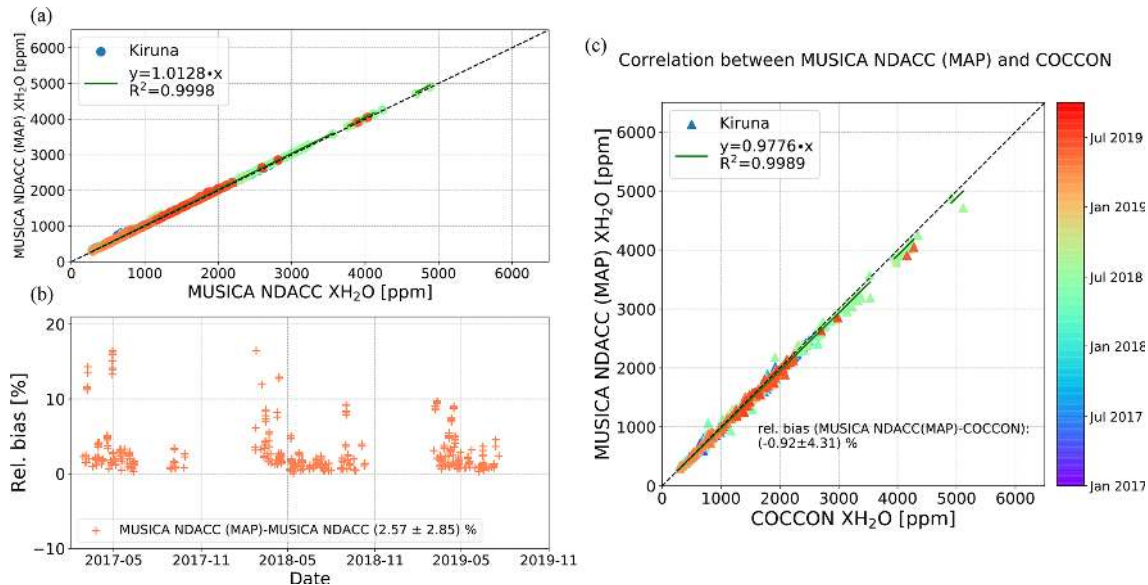 (a)
6000
5000
4000
3000
2000
1000
0
MUSICA NDACC (MAP) XH₂O [ppm]
Kiruna
y=1.0128•x
R²=0.9998
0 1000 2000 3000 4000 5000 6000
MUSICA NDACC XH₂O [ppm]
(b)
20
10
0
−10
Rel. bias [%]
MUSICA NDACC (MAP)-MUSICA NDACC (2.57 ± 2.85) %
2017-05 2017-11 2018-05 2018-11 2019-05 2019-11
Date
(c)
Correlation between MUSICA NDACC (MAP) and COCCON
6000
5000
4000
3000
2000
1000
0
MUSICA NDACC (MAP) XH₂O [ppm]
Kiruna
y=0.9776•x
R²=0.9989
rel. bias (MUSICA NDACC(MAP)-COCCON):
(-0.92±4.31) %
0 1000 2000 3000 4000 5000 6000
COCCON XH₂O [ppm]
Jul 2019
Jan 2019
Jul 2018
Jan 2018
Jul 2017
Jan 2017